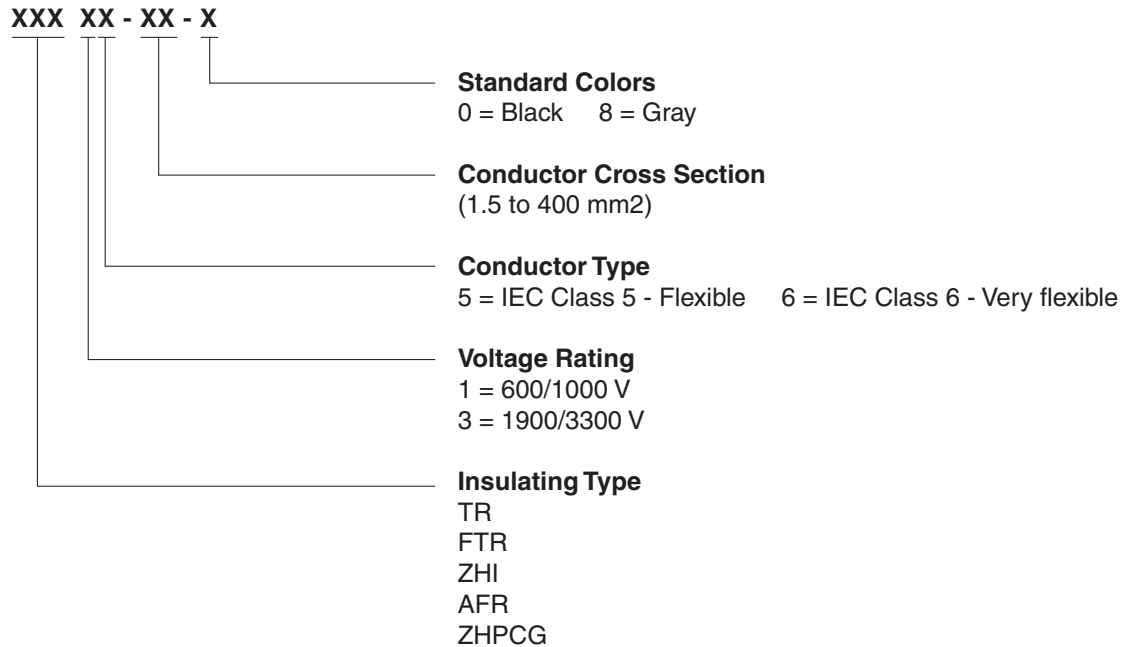 XXX XX - XX - X
Standard Colors
0 = Black 8 = Gray
Conductor Cross Section
(1.5 to 400 mm2)
Conductor Type
5 = IEC Class 5 - Flexible 6 = IEC Class 6 - Very flexible
Voltage Rating
1 = 600/1000 V
3 = 1900/3300 V
Insulating Type
TR
FTR
ZHI
AFR
ZHPCG